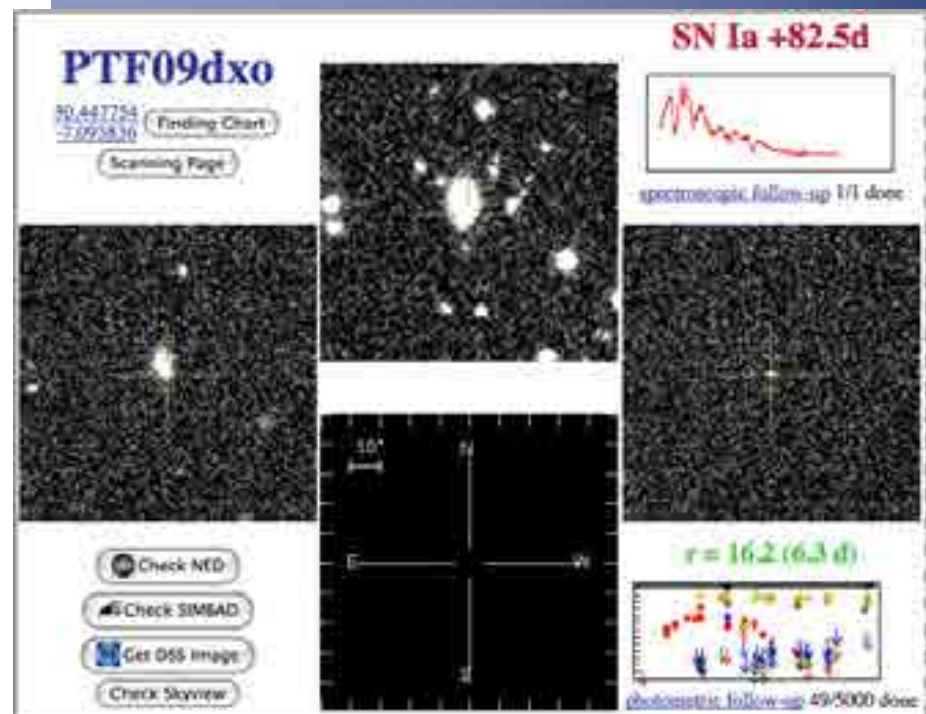 PTF09dxo
Finding Chart
Scanning Page
SN Ia +82.5d
spectroscopic follow-up 1/1 done
10"
N
E
W
S
Check NED
Check SIMBAD
Get DSS Image
Check Skyview
r = 16.2 (6.3 d)
photometric follow-up 49/5000 done